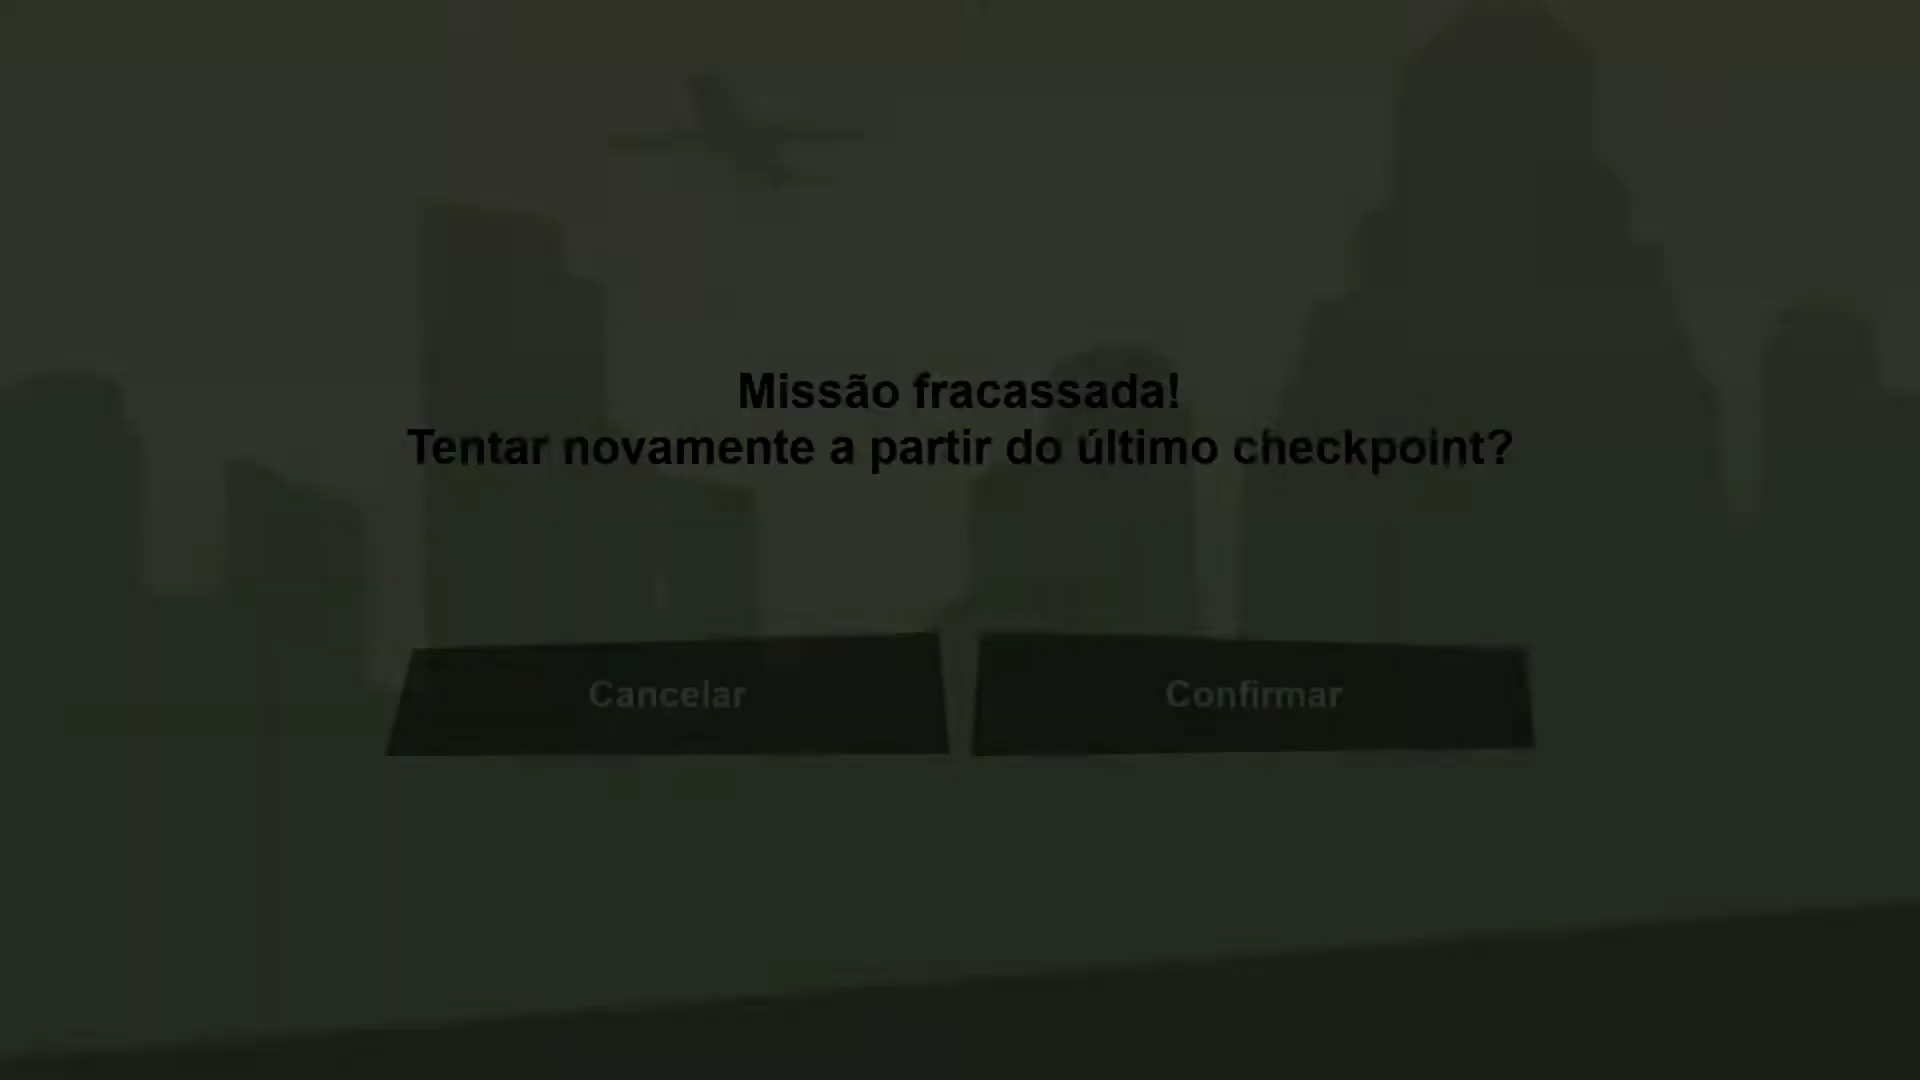 Missão fracassada!
Tentar novamente a partir do último checkpoint?
Cancelar
Confirmar